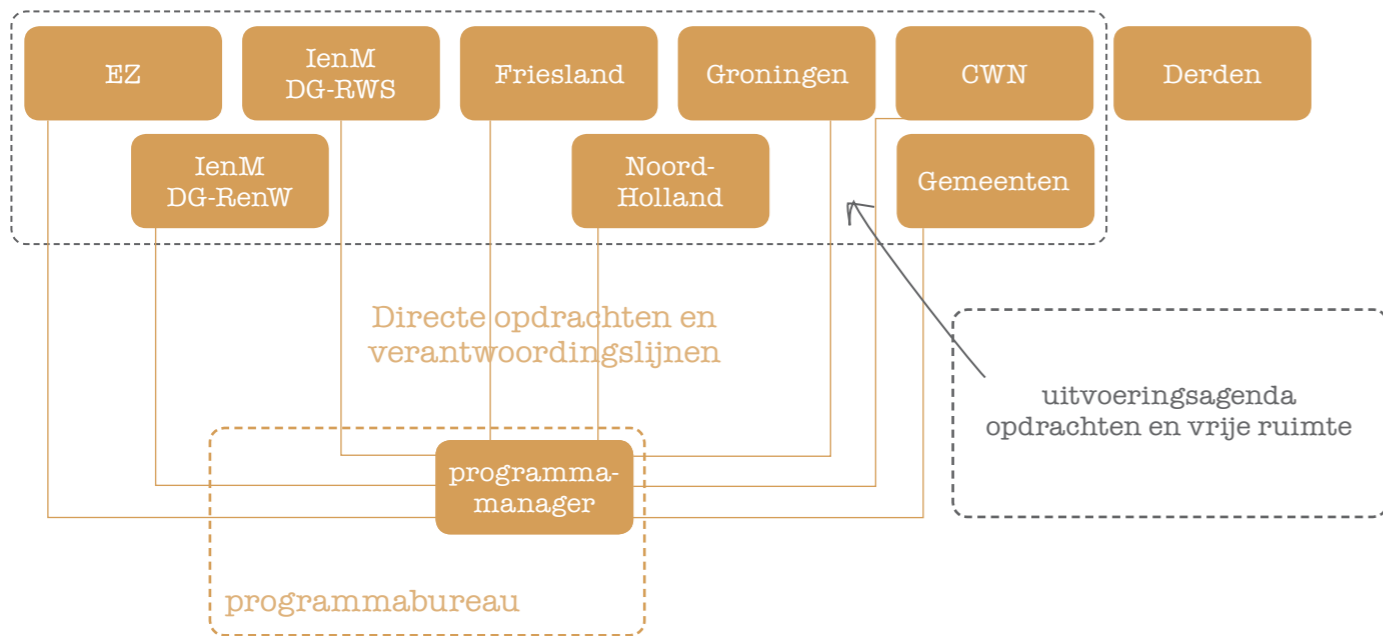 EZ
IenM
DG-RWS
Friesland
Groningen
CWN
Derden
IenM
DG-RenW
Noord-
Holland
Gemeenten
Directe opdrachten en
verantwoordingslijnen
uitvoeringsagenda
opdrachten en vrije ruimte
programma-
manager
programmabureau